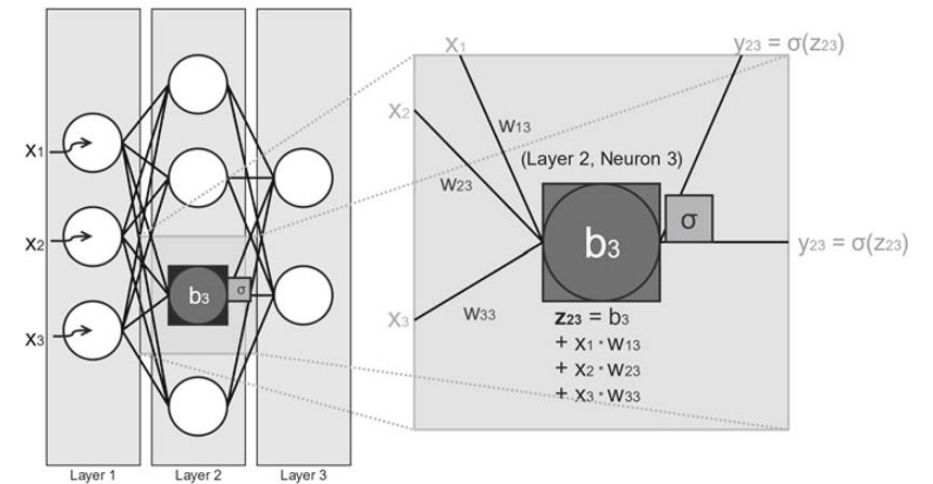 x₁
x₂
x₃
b₃
σ
Layer 1
Layer 2
Layer 3
x₁
y₂₃ = σ(z₂₃)
x₂
w₁₃
(Layer 2, Neuron 3)
w₂₃
σ
b₃
y₂₃ = σ(z₂₃)
x₃
w₃₃
z₂₃ = b₃
+ x₁·w₁₃
+ x₂·w₂₃
+ x₃·w₃₃